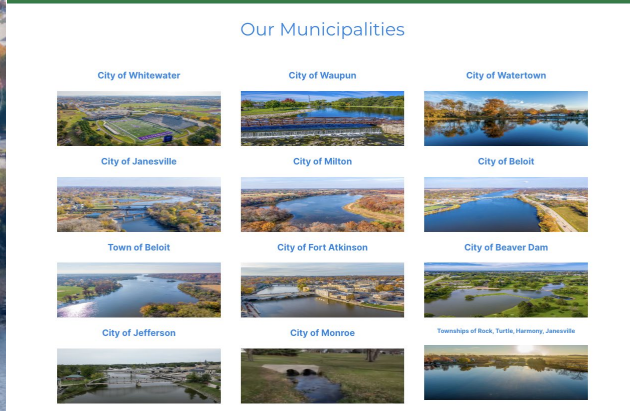 Our Municipalities
City of Whitewater
City of Waupun
City of Watertown
City of Janesville
City of Milton
City of Beloit
Town of Beloit
City of Fort Atkinson
City of Beaver Dam
City of Jefferson
City of Monroe
Townships of Rock, Turtle, Harmony, Janesville